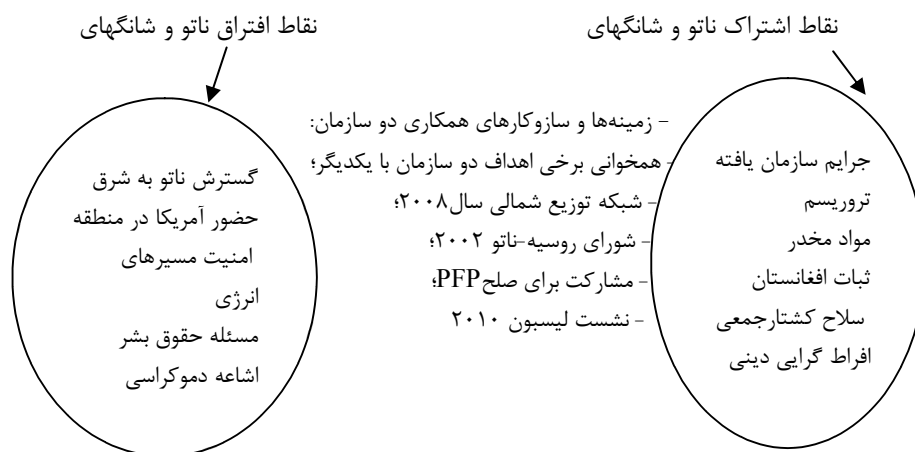 نقاط اشتراک ناتو و شانگهای
نقاط افتراق ناتو و شانگهای
جرایم سازمان یافته
تروریسم
مواد مخدر
ثبات افغانستان
سلاح کشتارجمعی
افراط گرایی دینی
- زمینه‌ها و سازوکارهای همکاری دو سازمان:
- همخوانی برخی اهداف دو سازمان با یکدیگر؛
- شبکه توزیع شمالی سال۲۰۰۸؛
- شورای روسیه-ناتو ۲۰۰۲؛
- مشارکت برای صلحPFP؛
- نشست لیسبون ۲۰۱۰
گسترش ناتو به شرق
حضور آمریکا در منطقه
امنیت مسیرهای
انرژی
مسئله حقوق بشر
اشاعه دموکراسی